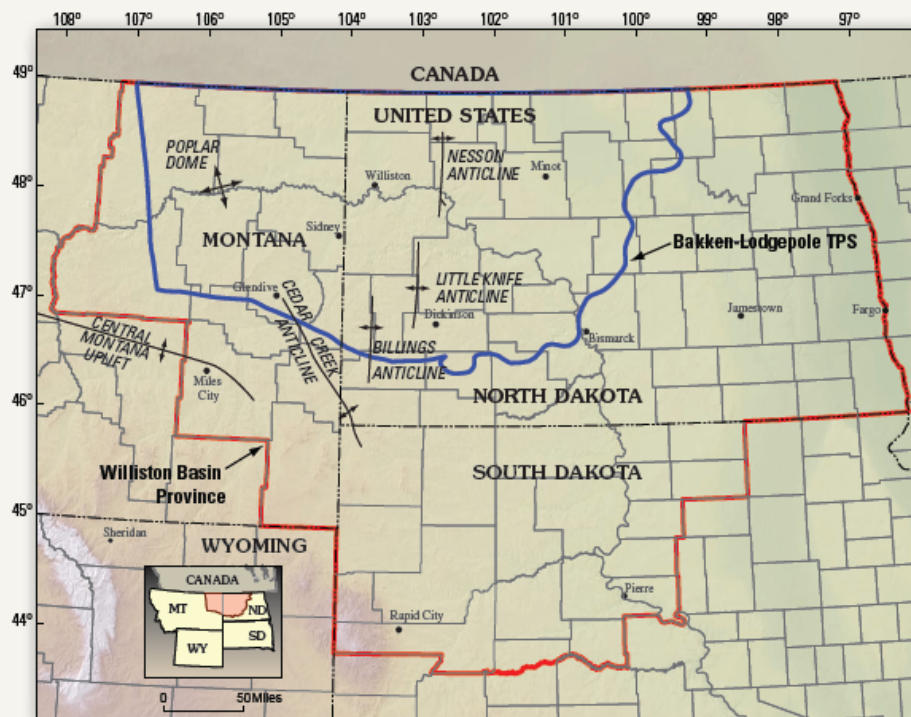 108° 106° 105° 104° 103° 102° 101° 100° 99° 98° 97°
49°
CANADA
UNITED STATES
POPLAR
DOME
NESSON
ANTICLINE
Williston
Minot
48°
Grand Forks
Sidney
MONTANA
Bakken-Lodgepole TPS
47°
Glendive
CEDAR CREEK
ANTICLINE
LITTLE KNIFE
ANTICLINE
Dickinson
Jamestown
Fargo
CENTRAL
MONTANA
UPLIFT
BILLINGS
ANTICLINE
Bismarck
Miles
City
46°
NORTH DAKOTA
Williston Basin
Province
SOUTH DAKOTA
45°
Sheridan
WYOMING
CANADA
MT
ND
SD
WY
Pierre
44°
Rapid City
0 50Miles